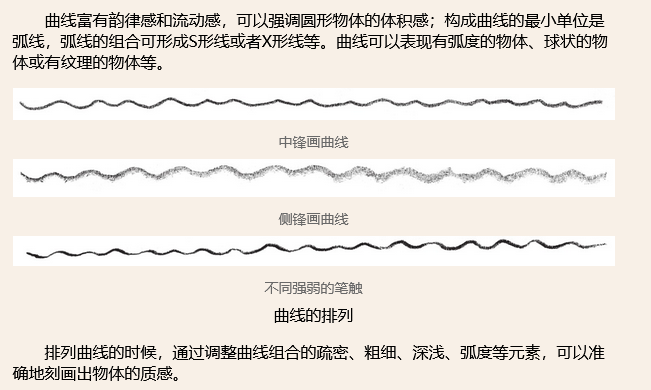 曲线富有韵律感和流动感，可以强调圆形物体的体积感；构成曲线的最小单位是
弧线，弧线的组合可形成S形线或者X形线等。曲线可以表现有弧度的物体、球状的物
体或有纹理的物体等。
中锋画曲线
侧锋画曲线
不同强弱的笔触
曲线的排列
排列曲线的时候，通过调整曲线组合的疏密、粗细、深浅、弧度等元素，可以准
确地刻画出物体的质感。